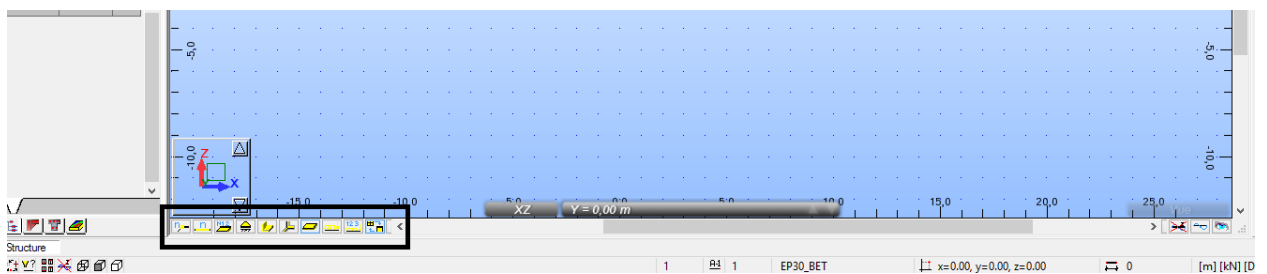 -5,0
-5,0
-10,0
-10,0
Z
X
-15,0 -10,0 -5,0 0,0 5,0 10,0 15,0 20,0 25,0
XZ Y = 0,00 m
Structure
1 1 EP30_BET x=0.00, y=0.00, z=0.00 0 [m] [kN] [D